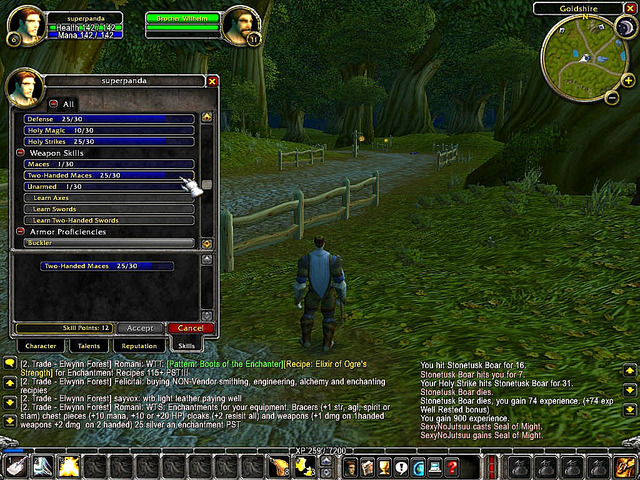 superpanda
Health 142 / 142
Mana 142 / 142
6
Brother Wilhelm
11
Goldshire
N
superpanda
All
Defense 25/30
Holy Magic 10/30
Holy Strikes 25/30
Weapon Skills
Maces 1/30
Two-Handed Maces 25/30
Unarmed 1/30
Learn Axes
Learn Swords
Learn Two-Handed Swords
Armor Proficiencies
Buckler
Two-Handed Maces 25/30
Skill Points: 12
Accept
Cancel
Character
Talents
Reputation
Skills
[2. Trade - Elwynn Forest] Romani: WTT: [Pattern: Boots of the Enchanter][Recipe: Elixir of Ogre's
Strength] for Enchantment Recipes 115+ PST!!!
[2. Trade - Elwynn Forest] Felicital: buying NON-Vendor smithing, engineering, alchemy and enchanting
recipies
[2. Trade - Elwynn Forest] sayvox: wtb light leather paying well
[2. Trade - Elwynn Forest] Romani: WTS: Enchantments for your equipment. Bracers (+1 str, agi, spirit or
stam) chest pieces (+10 mana, +10 or +20 HP) cloaks (+2 resisit all) and weapons (+1 dmg on 1handed
weapons +2 dmg on 2 handed) 25 silver an enchantment PST
You hit Stonetusk Boar for 16.
Stonetusk Boar hits you for 7.
Your Holy Strike hits Stonetusk Boar for 31.
Stonetusk Boar dies.
Stonetusk Boar dies, you gain 74 experience. (+74 exp
Well Rested bonus)
You gain 900 experience.
SexyNoJutsuu casts Seal of Might.
SexyNoJutsuu gains Seal of Might.
XP 2597 / 7200